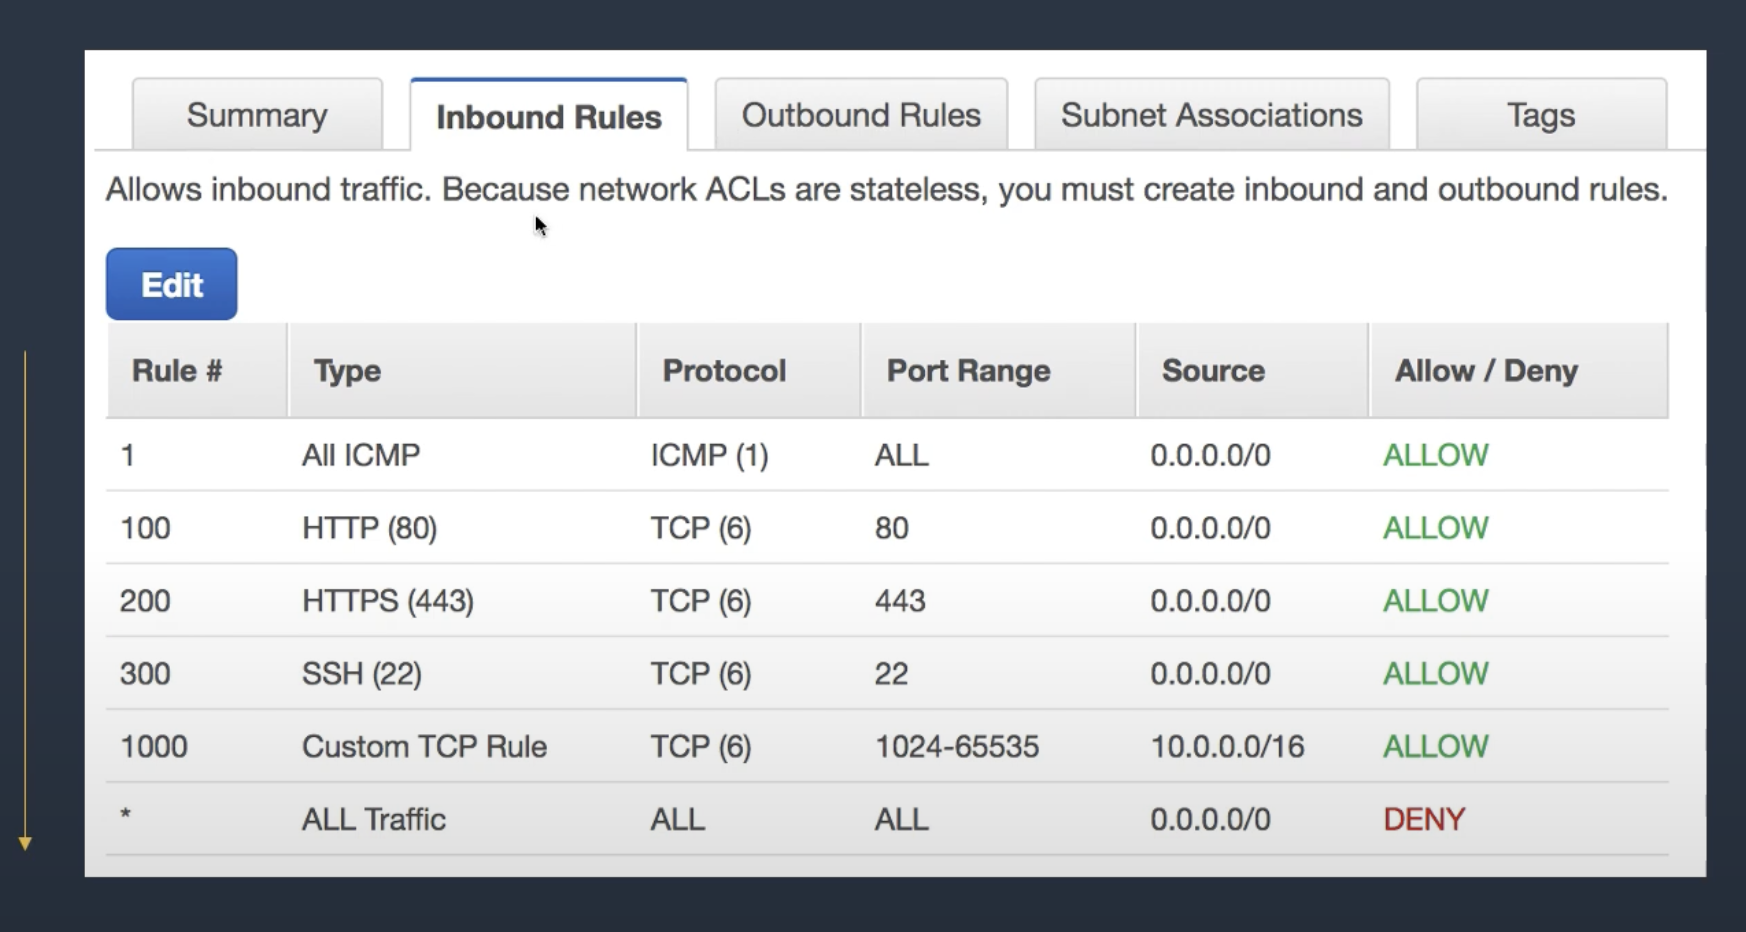 Summary Inbound Rules Outbound Rules Subnet Associations Tags
Allows inbound traffic. Because network ACLs are stateless, you must create inbound and outbound rules.
Edit
Rule # Type Protocol Port Range Source Allow / Deny
1 All ICMP ICMP (1) ALL 0.0.0.0/0 ALLOW
100 HTTP (80) TCP (6) 80 0.0.0.0/0 ALLOW
200 HTTPS (443) TCP (6) 443 0.0.0.0/0 ALLOW
300 SSH (22) TCP (6) 22 0.0.0.0/0 ALLOW
1000 Custom TCP Rule TCP (6) 1024-65535 10.0.0.0/16 ALLOW
* ALL Traffic ALL ALL 0.0.0.0/0 DENY